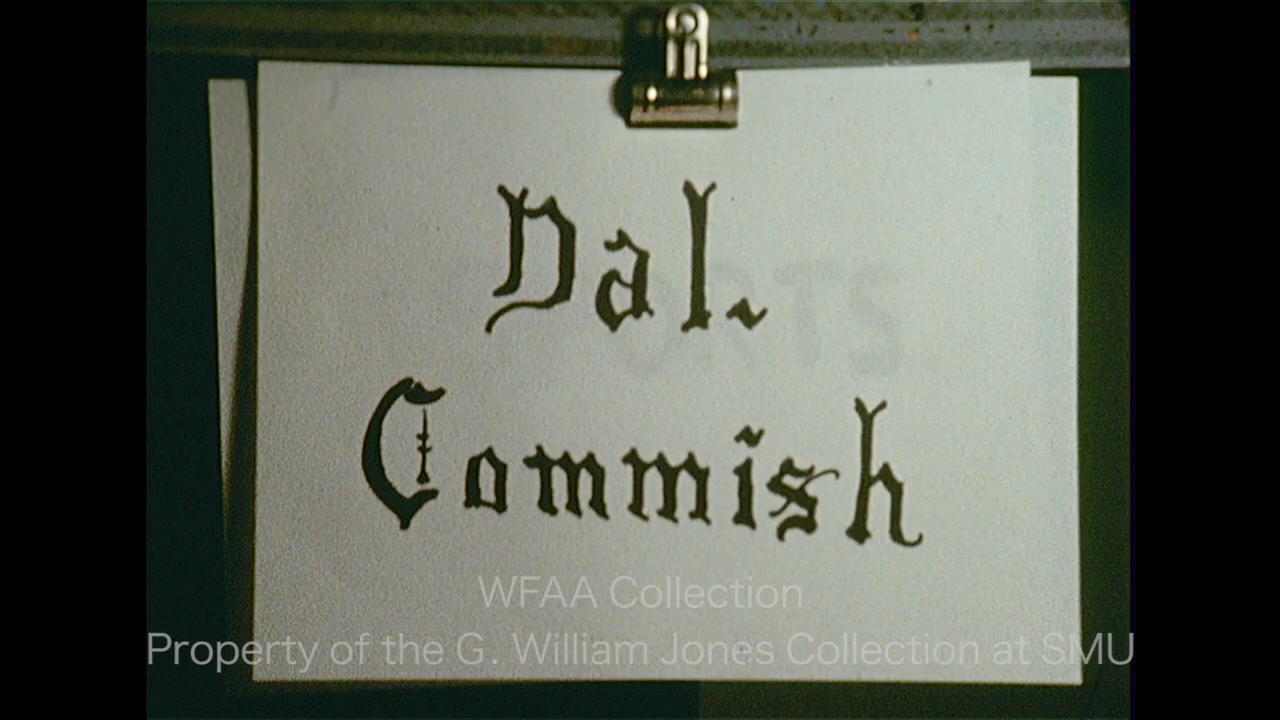 Dal.
Commish
WFAA Collection
Property of the G. William Jones Collection at SMU